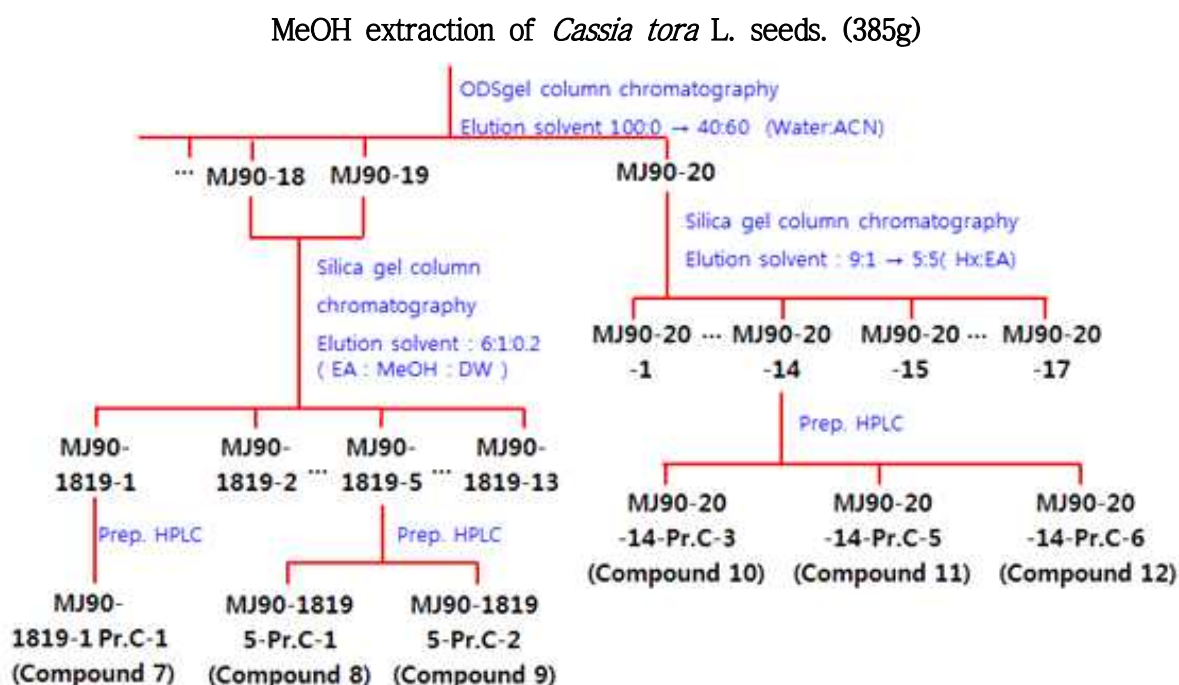 MeOH extraction of Cassia tora L. seeds. (385g)
ODSgel column chromatography
Elution solvent 100:0 → 40:60 (Water:ACN)
... MJ90-18 MJ90-19
MJ90-20
Silica gel column
chromatography
Elution solvent : 6:1:0.2
( EA : MeOH : DW )
Silica gel column chromatography
Elution solvent : 9:1 → 5:5( Hx:EA)
MJ90-20 ... MJ90-20 MJ90-20 ... MJ90-20
-1 -14 -15 -17
MJ90- MJ90- MJ90- MJ90-
1819-1 1819-2 ... 1819-5 ... 1819-13
Prep. HPLC
Prep. HPLC
Prep. HPLC
MJ90-20 MJ90-20 MJ90-20
-14-Pr.C-3 -14-Pr.C-5 -14-Pr.C-6
(Compound 10) (Compound 11) (Compound 12)
MJ90- MJ90-1819 MJ90-1819
1819-1 Pr.C-1 5-Pr.C-1 5-Pr.C-2
(Compound 7) (Compound 8) (Compound 9)